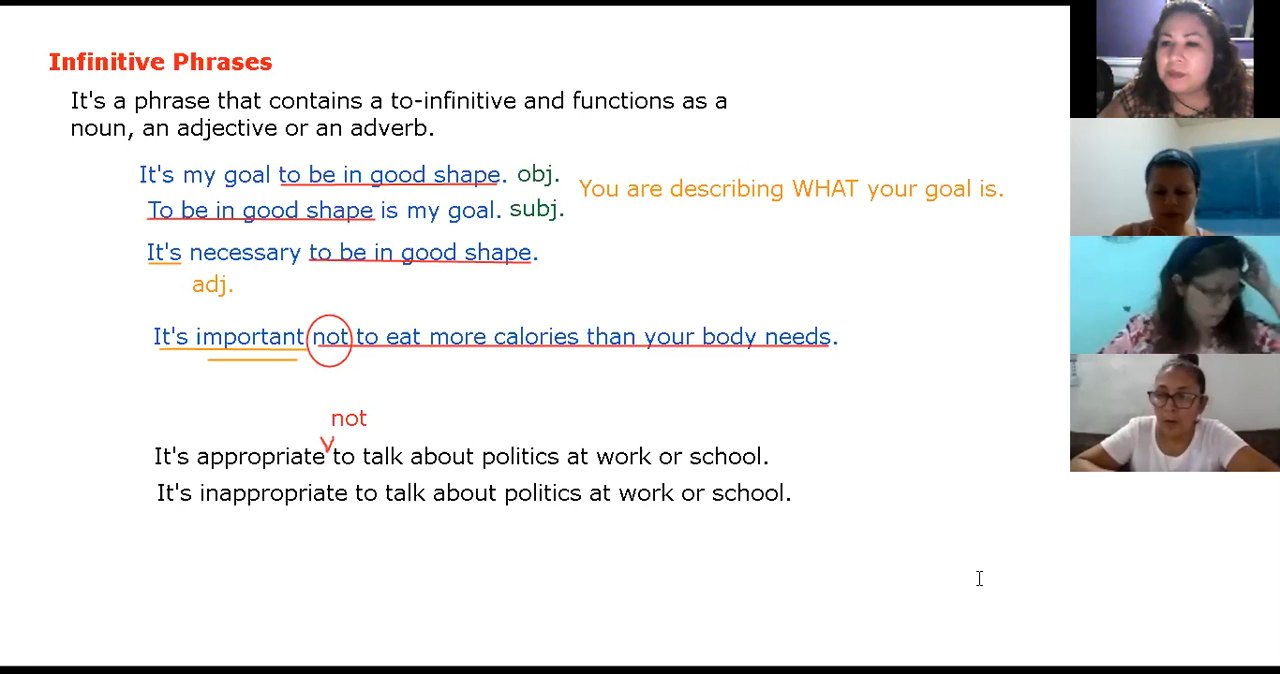 Infinitive Phrases
It's a phrase that contains a to-infinitive and functions as a
noun, an adjective or an adverb.
It's my goal to be in good shape. obj.
You are describing WHAT your goal is.
To be in good shape is my goal. subj.
It's necessary to be in good shape.
adj.
It's important not to eat more calories than your body needs.
not
It's appropriate to talk about politics at work or school.
It's inappropriate to talk about politics at work or school.